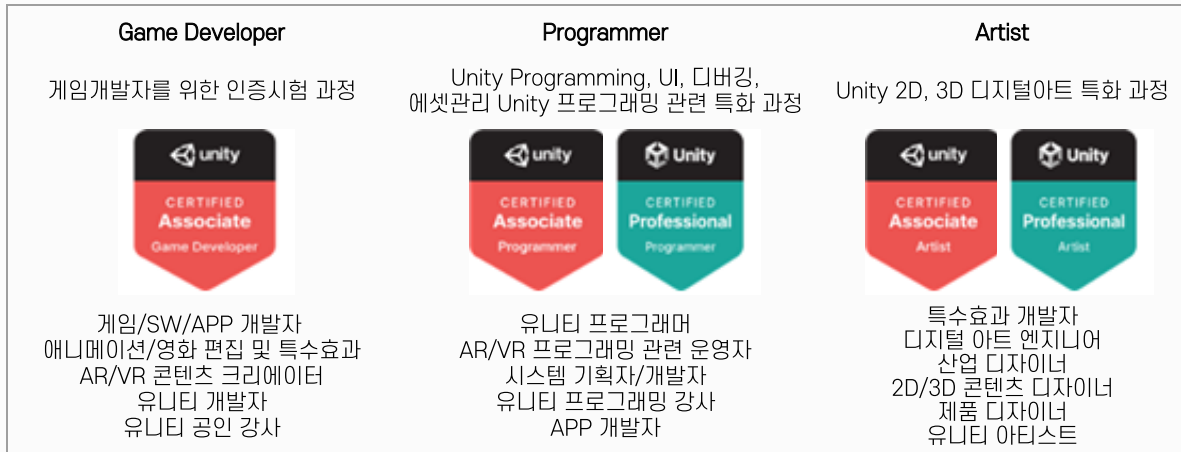 Game Developer
게임개발자를 위한 인증시험 과정
unity
CERTIFIED
Associate
Game Developer
게임/SW/APP 개발자
애니메이션/영화 편집 및 특수효과
AR/VR 콘텐츠 크리에이터
유니티 개발자
유니티 공인 강사
Programmer
Unity Programming, UI, 디버깅,
에셋관리 Unity 프로그래밍 관련 특화 과정
unity
CERTIFIED
Associate
Programmer
Unity
CERTIFIED
Professional
Programmer
유니티 프로그래머
AR/VR 프로그래밍 관련 운영자
시스템 기획자/개발자
유니티 프로그래밍 강사
APP 개발자
Artist
Unity 2D, 3D 디지털아트 특화 과정
unity
CERTIFIED
Associate
Artist
Unity
CERTIFIED
Professional
Artist
특수효과 개발자
디지털 아트 엔지니어
산업 디자이너
2D/3D 콘텐츠 디자이너
제품 디자이너
유니티 아티스트